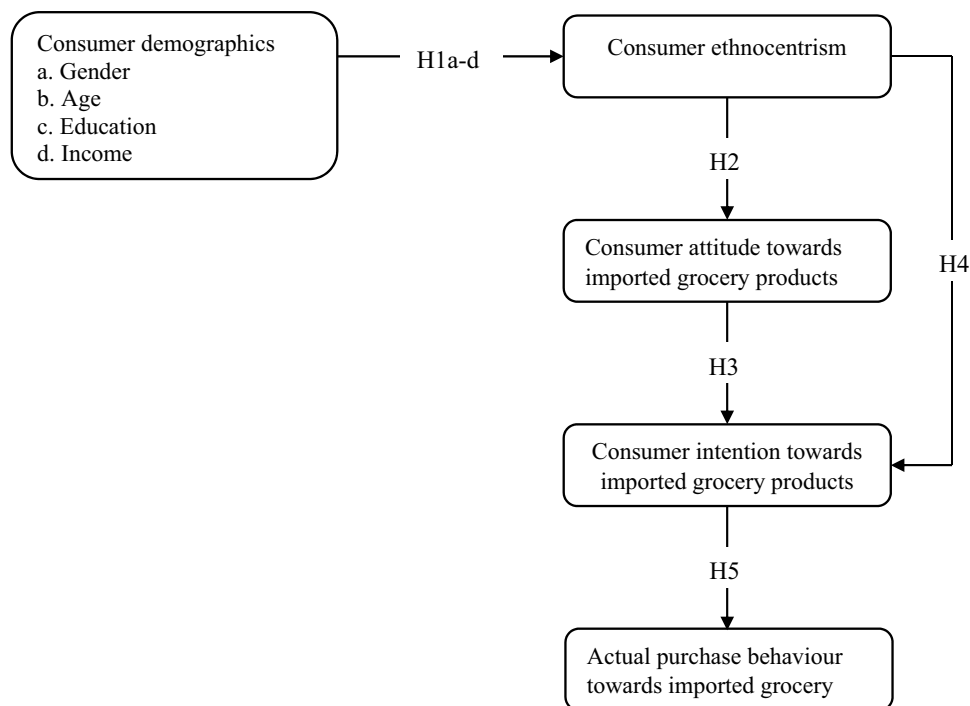 Consumer demographics
a. Gender
b. Age
c. Education
d. Income
H1a-d
Consumer ethnocentrism
H2
Consumer attitude towards
imported grocery products
H4
H3
Consumer intention towards
imported grocery products
H5
Actual purchase behaviour
towards imported grocery